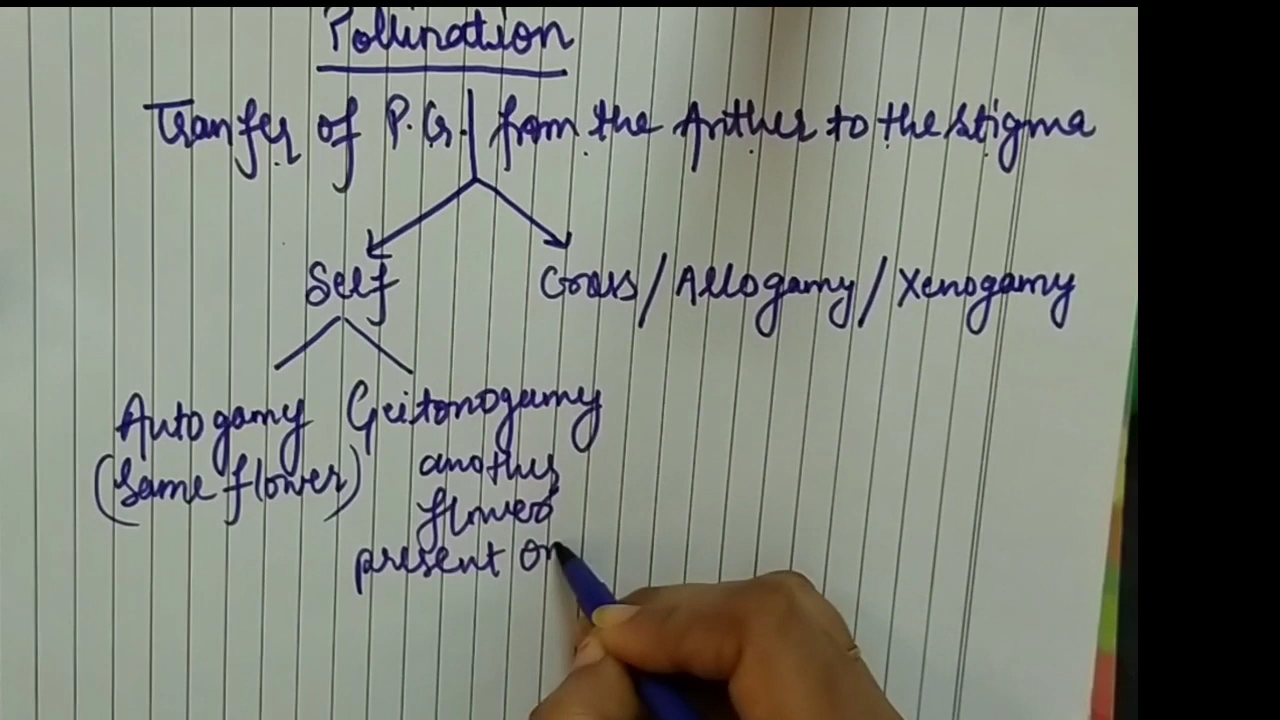 Pollination
Tranfer of P.G. from the Anther to the stigma
Self
Cross/Allogamy/Xenogamy
Autogamy Geitonogamy
(same flower)
another
flower
present on